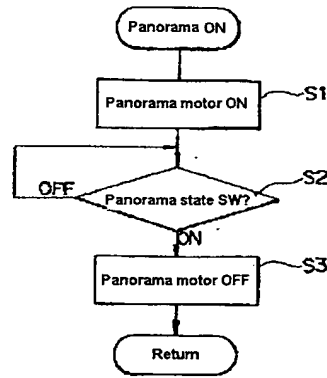 Panorama ON
Panorama motor ON
S1
Panorama state SW?
S2
OFF
ON
Panorama motor OFF
S3
Return